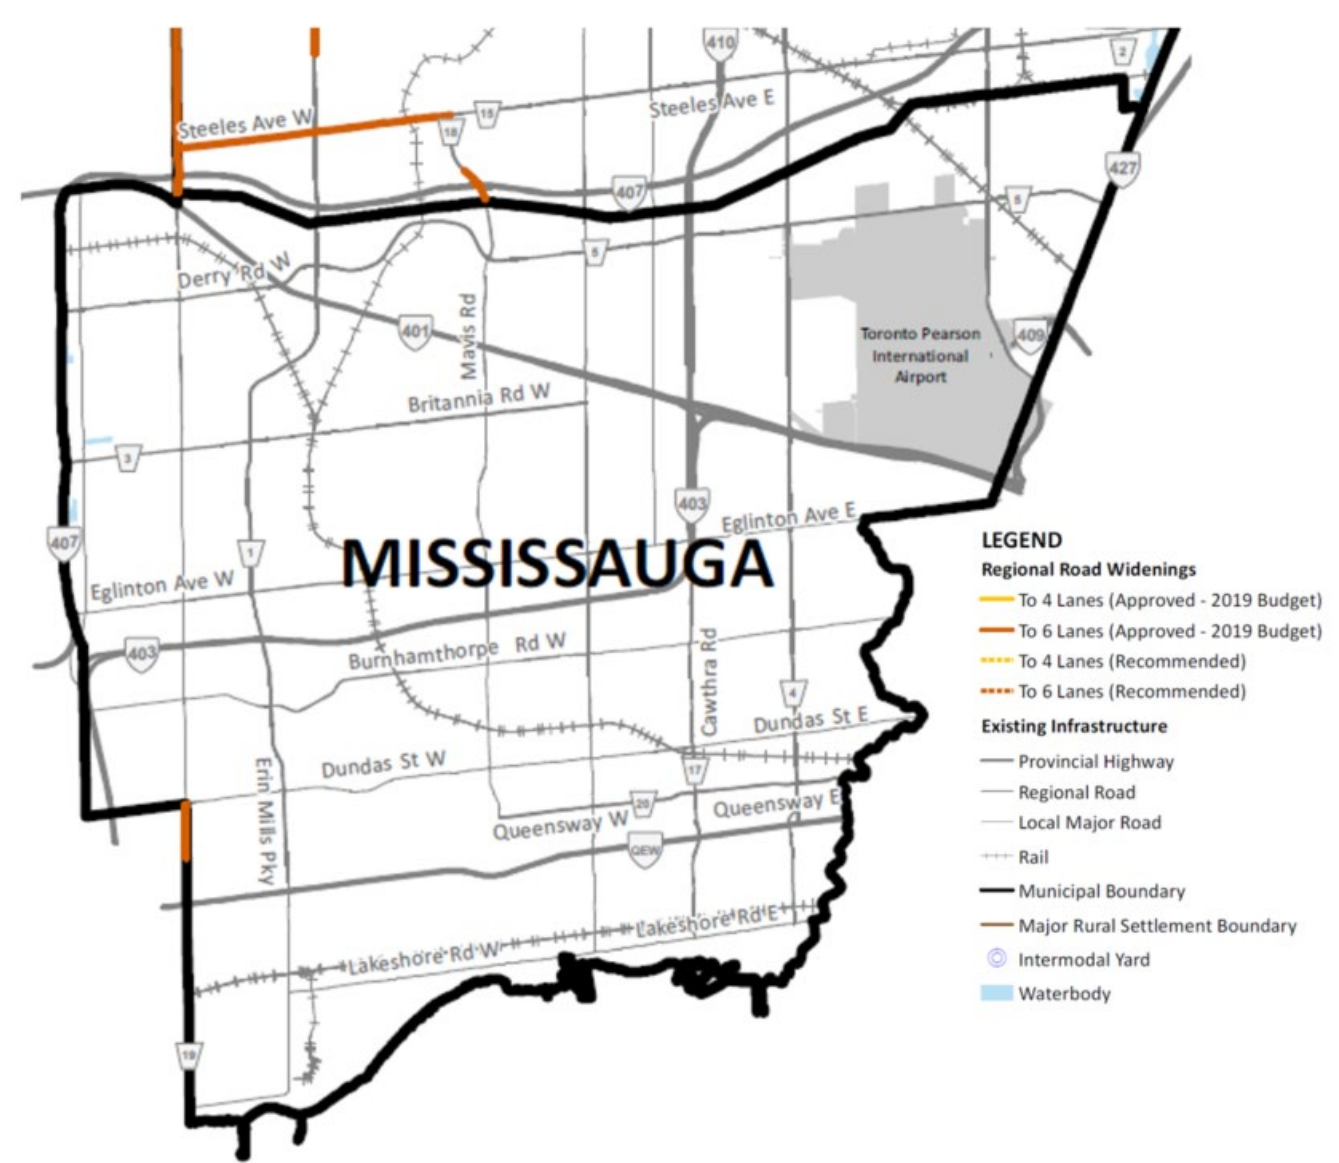 410
2
Steeles Ave W
15
Steeles Ave E
18
427
407
5
5
Derry Rd W
401
Mavis Rd
Toronto Pearson
International
Airport
409
Britannia Rd W
3
403
Eglinton Ave E
407
1
MISSISSAUGA
Eglinton Ave W
403
Burnhamthorpe Rd W
Cawthra Rd
4
Dundas St E
Dundas St W
17
Erin Mills Pky
20
Queensway W
Queensway E
QEW
Lakeshore Rd E
Lakeshore Rd W
19
LEGEND
Regional Road Widenings
To 4 Lanes (Approved - 2019 Budget)
To 6 Lanes (Approved - 2019 Budget)
To 4 Lanes (Recommended)
To 6 Lanes (Recommended)
Existing Infrastructure
Provincial Highway
Regional Road
Local Major Road
Rail
Municipal Boundary
Major Rural Settlement Boundary
Intermodal Yard
Waterbody